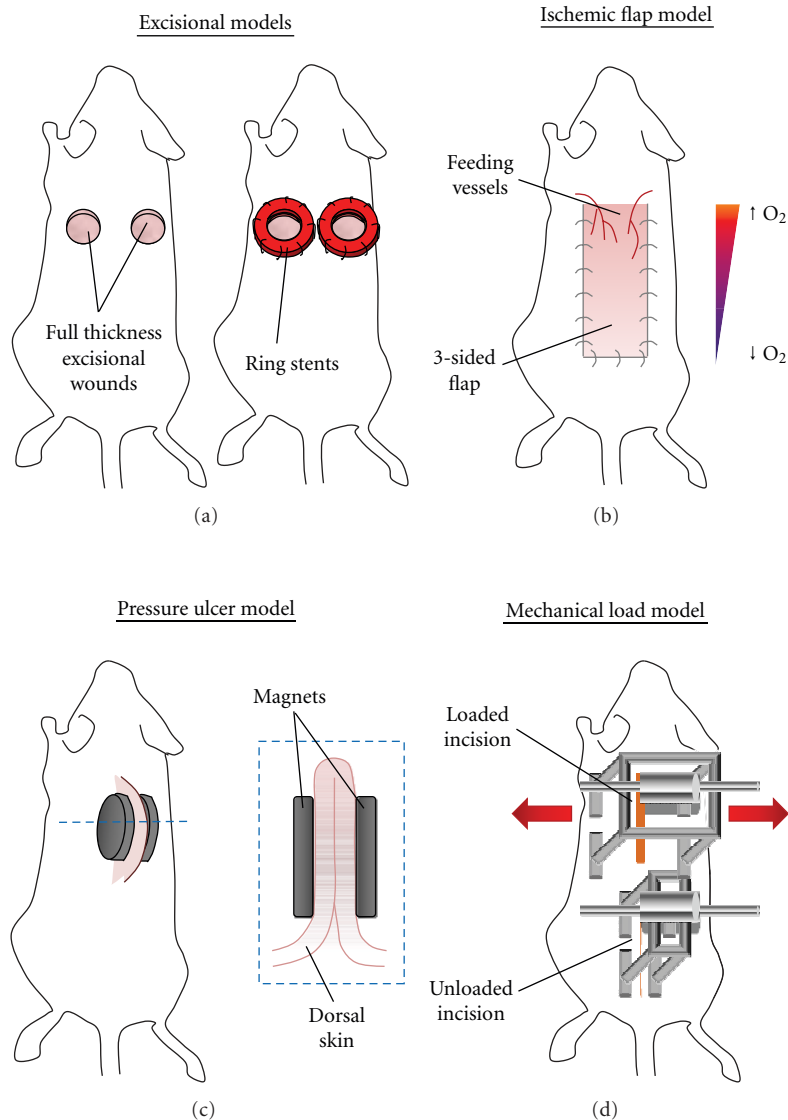 Excisional models
Full thickness
excisional
wounds
Ring stents
(a)
Ischemic flap model
Feeding
vessels
3-sided
flap
↑ O₂
↓ O₂
(b)
Pressure ulcer model
Magnets
Dorsal
skin
(c)
Mechanical load model
Loaded
incision
Unloaded
incision
(d)